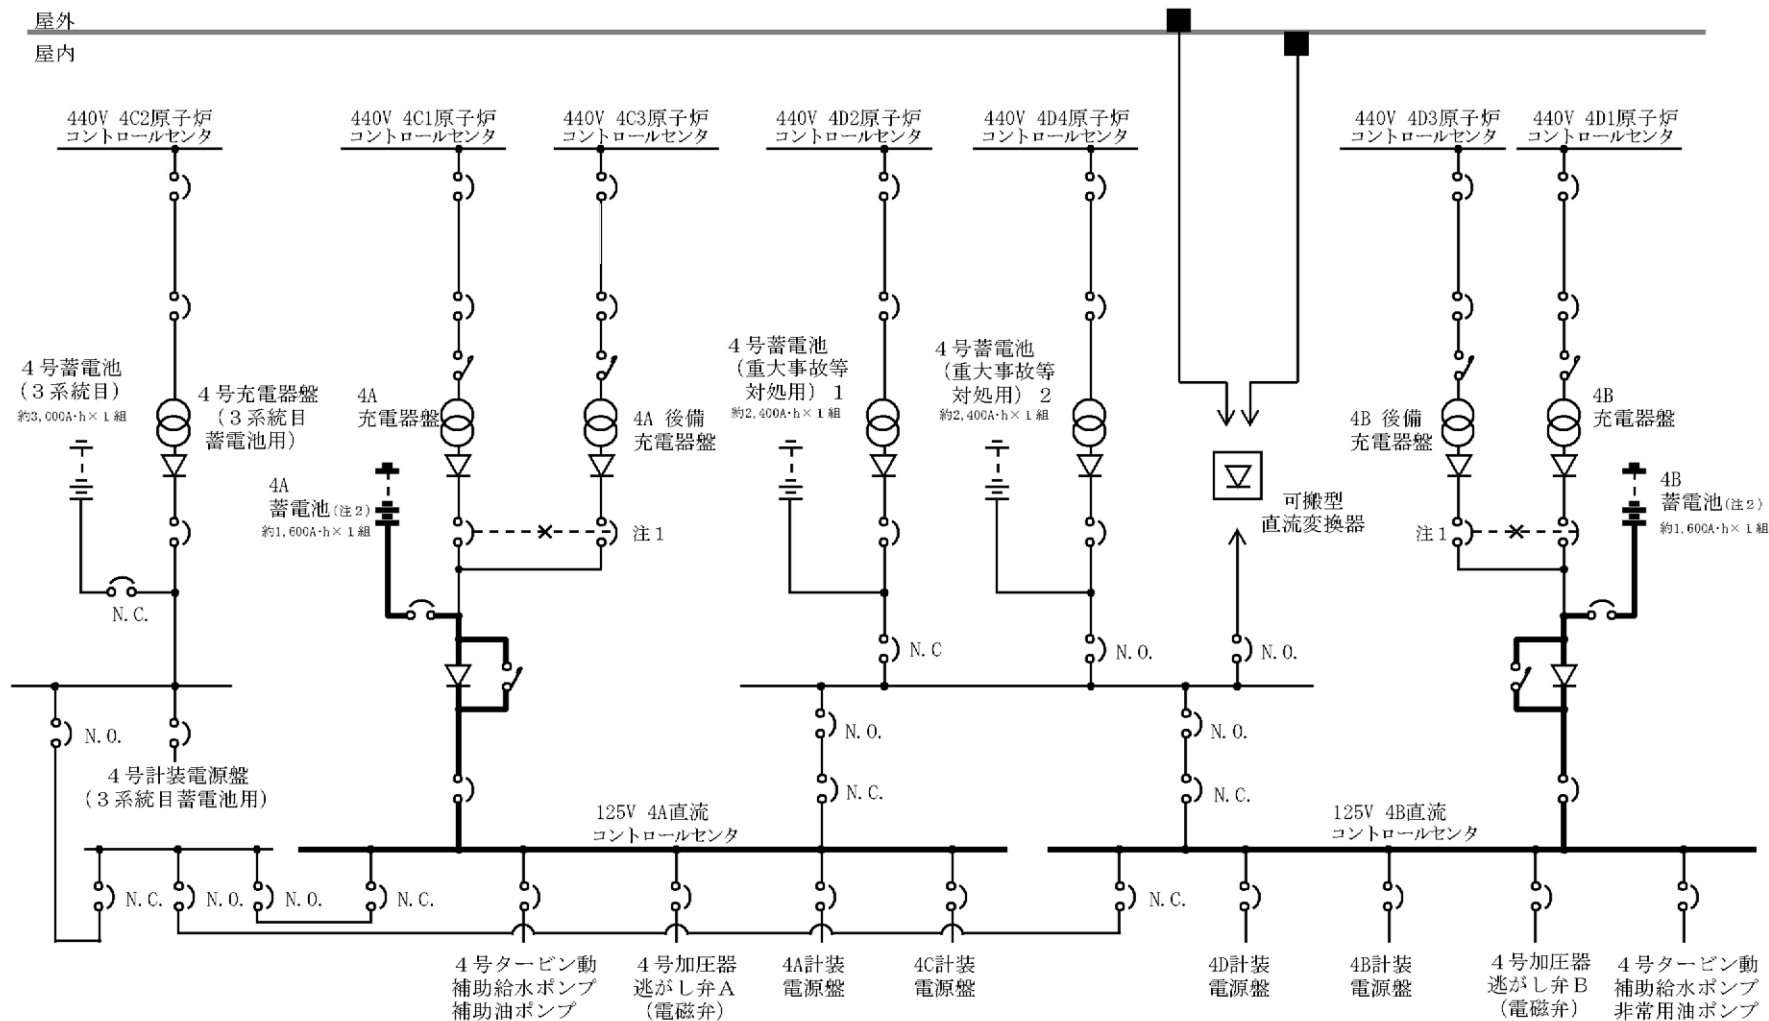 屋外
屋内
440V 4C2原子炉
コントロールセンタ
440V 4C1原子炉
コントロールセンタ
440V 4C3原子炉
コントロールセンタ
440V 4D2原子炉
コントロールセンタ
440V 4D4原子炉
コントロールセンタ
440V 4D3原子炉
コントロールセンタ
440V 4D1原子炉
コントロールセンタ
4号蓄電池
(3系統目)
約3,000A·h×1組
4号充電器盤
(3系統目
蓄電池用)
4A
充電器盤
4A 後備
充電器盤
4号蓄電池
(重大事故等
対処用)1
約2,400A·h×1組
4号蓄電池
(重大事故等
対処用)2
約2,400A·h×1組
4B 後備
充電器盤
4B
充電器盤
4A
蓄電池(注2)
約1,600A·h×1組
注1
可搬型
直流変換器
注1
4B
蓄電池(注2)
約1,600A·h×1組
N.C.
N.C
N.O.
N.O.
N.O.
N.O.
N.O.
4号計装電源盤
(3系統目蓄電池用)
N.C.
N.C.
125V 4A直流
コントロールセンタ
125V 4B直流
コントロールセンタ
N.C.
N.O.
N.O.
N.C.
N.C.
4号タービン動
補助給水ポンプ
補助油ポンプ
4号加圧器
逃がし弁A
(電磁弁)
4A計装
電源盤
4C計装
電源盤
4D計装
電源盤
4B計装
電源盤
4号加圧器
逃がし弁B
(電磁弁)
4号タービン動
補助給水ポンプ
非常用油ポンプ